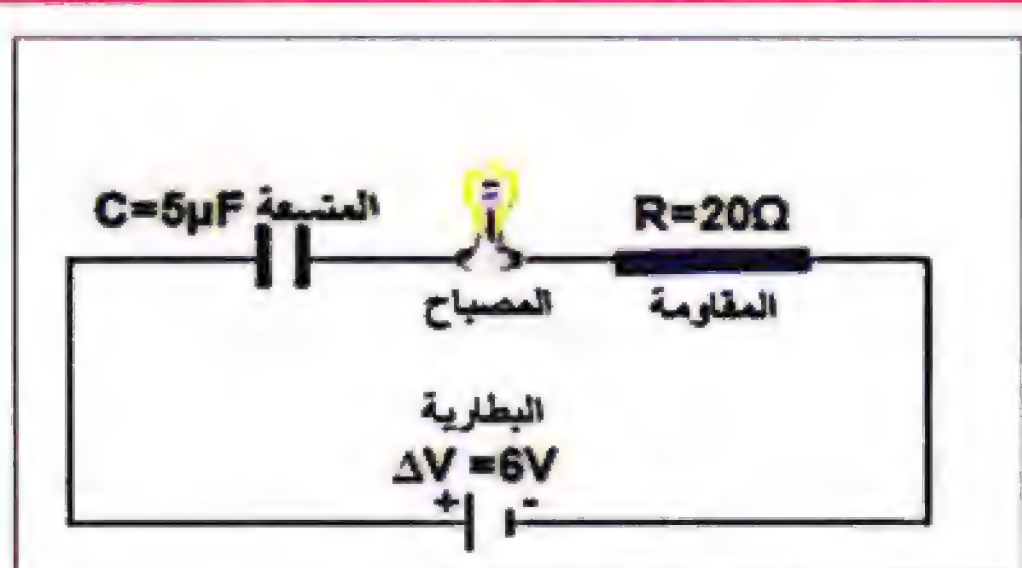 C=5µF المتسعة
R=20Ω
المصباح
المقاومة
البطارية
ΔV =6V
+ -